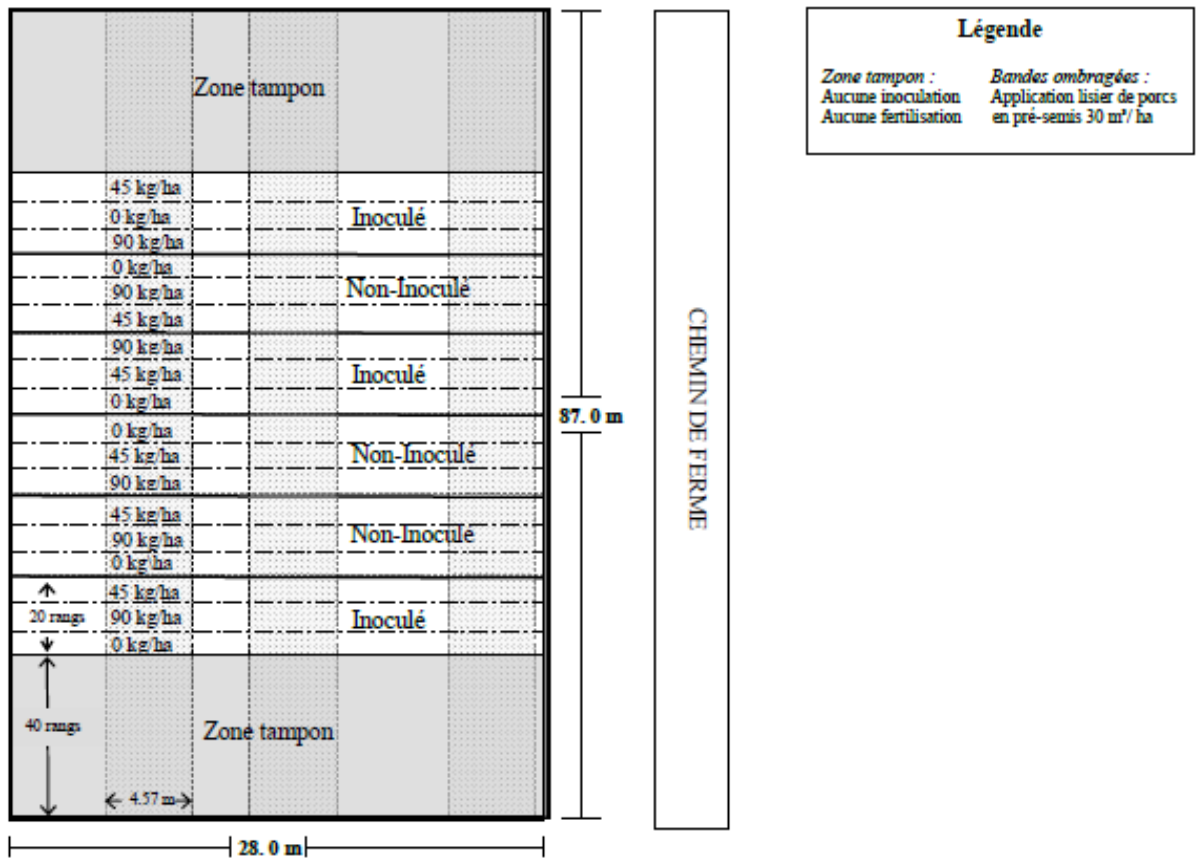 Zone tampon
45 kg/ha
0 kg/ha
Inoculé
90 kg/ha
0 kg/ha
90 kg/ha
Non-Inoculé
45 kg/ha
90 kg/ha
45 kg/ha
Inoculé
0 kg/ha
0 kg/ha
45 kg/ha
Non-Inoculé
90 kg/ha
45 kg/ha
90 kg/ha
Non-Inoculé
0 kg/ha
45 kg/ha
20 rangs
90 kg/ha
Inoculé
0 kg/ha
40 rangs
Zone tampon
4.57 m
28. 0 m
87. 0 m
CHEMIN DE FERME
Légende
Zone tampon :
Aucune inoculation
Aucune fertilisation
Bandes ombragées :
Application lisier de porcs
en pré-semis 30 m³/ ha